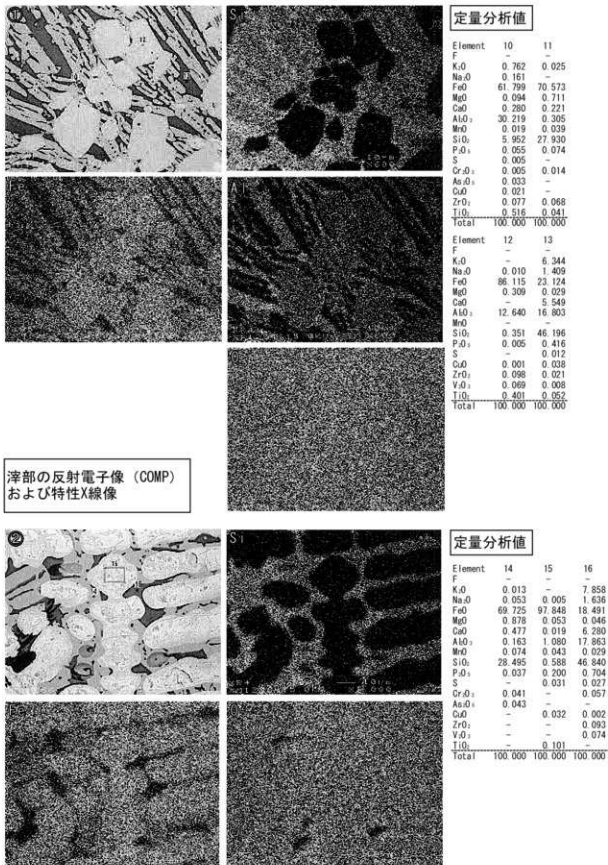 定量分析値
Element 10 11
F - -
K₂O 0.762 0.025
Na₂O 0.161 -
FeO 61.799 70.573
MgO 0.094 0.711
CaO 0.280 0.221
Al₂O₃ 30.219 0.305
MnO 0.019 0.039
SiO₂ 5.952 27.930
P₂O₅ 0.055 0.074
S 0.005 -
Cr₂O₃ 0.005 0.014
As₂O₃ 0.033 -
CuO 0.021 -
ZrO₂ 0.077 0.068
TiO₂ 0.516 0.041
Total 100.000 100.000
Element 12 13
F - -
K₂O - 6.344
Na₂O 0.010 1.409
FeO 86.115 23.124
MgO 0.309 0.029
CaO - 5.549
Al₂O₃ 12.640 16.803
MnO - -
SiO₂ 0.351 46.196
P₂O₅ 0.005 0.416
S - 0.012
CuO 0.001 0.038
ZrO₂ 0.098 0.021
V₂O₃ 0.069 0.008
TiO₂ 0.401 0.052
Total 100.000 100.000
滓部の反射電子像（COMP）
および特性X線像
Si
定量分析値
Element 14 15 16
F - - -
K₂O 0.013 - 7.858
Na₂O 0.053 0.005 1.636
FeO 69.725 97.848 18.491
MgO 0.878 0.053 0.046
CaO 0.477 0.019 6.280
Al₂O₃ 0.163 1.080 17.863
MnO 0.074 0.043 0.029
SiO₂ 28.495 0.588 46.840
P₂O₅ 0.037 0.200 0.704
S - 0.031 0.027
Cr₂O₃ 0.041 - 0.057
As₂O₃ 0.043 - -
CuO - 0.032 0.002
ZrO₂ - - 0.093
V₂O₃ - - 0.074
TiO₂ - 0.101 -
Total 100.000 100.000 100.000